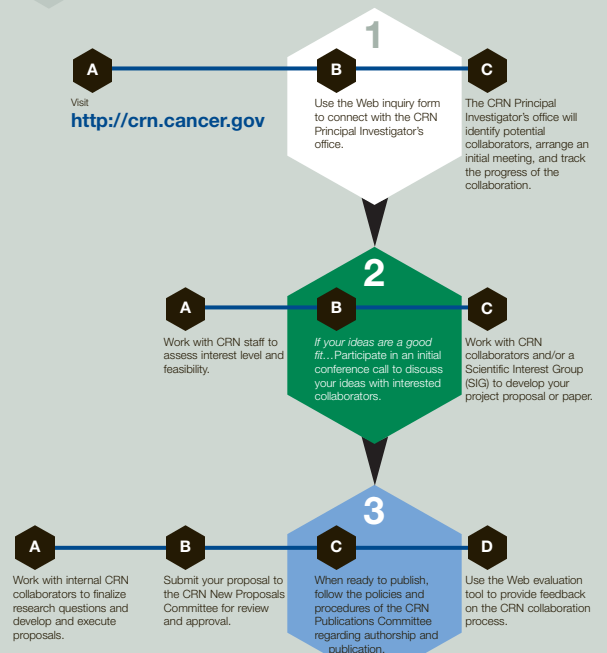 1
A
B
C
Visit
http://crn.cancer.gov
Use the Web inquiry form
to connect with the CRN
Principal Investigator's
office.
The CRN Principal
Investigator's office will
identify potential
collaborators, arrange an
initial meeting, and track
the progress of the
collaboration.
2
A
B
C
Work with CRN staff to
assess interest level and
feasibility.
If your ideas are a good
fit…Participate in an initial
conference call to discuss
your ideas with interested
collaborators.
Work with CRN
collaborators and/or a
Scientific Interest Group
(SIG) to develop your
project proposal or paper.
3
A
B
C
D
Work with internal CRN
collaborators to finalize
research questions and
develop and execute
proposals.
Submit your proposal to
the CRN New Proposals
Committee for review
and approval.
When ready to publish,
follow the policies and
procedures of the CRN
Publications Committee
regarding authorship and
publication.
Use the Web evaluation
tool to provide feedback
on the CRN collaboration
process.